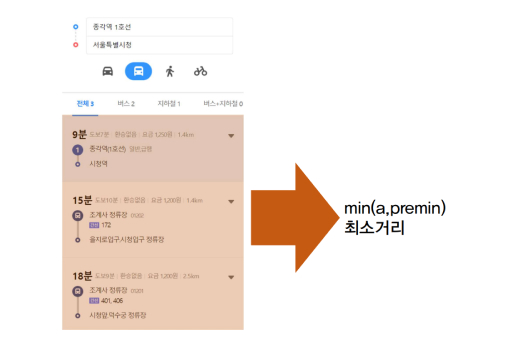 종각역 1호선
서울특별시청
전체 3 버스 2 지하철 1 버스+지하철 0
9분 도보7분 환승없음 요금 1,250원 1.4km
1 종각역(1호선) 일반,급행
시청역
15분 도보10분 환승없음 요금 1,200원 1.4km
조계사 정류장 01202
간선 172
을지로입구.시청입구 정류장
18분 도보9분 환승없음 요금 1,200원 2.5km
조계사 정류장
간선 401, 406
시청앞.덕수궁 정류장
min(a,premin)
최소거리